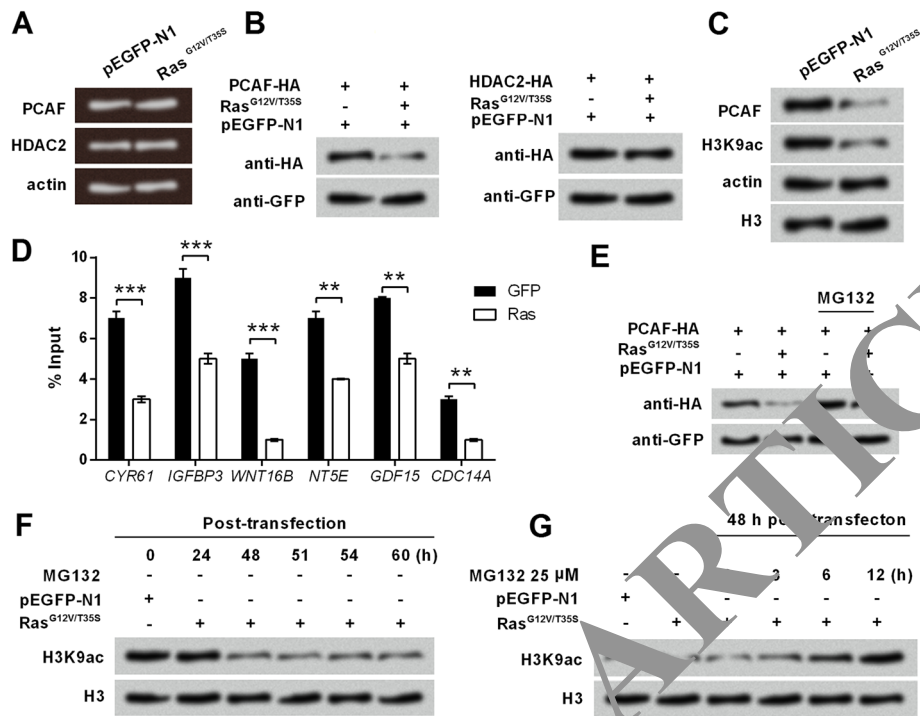 A
pEGFP-N1
Ras G12V/T35S
PCAF
HDAC2
actin
B
PCAF-HA + +
Ras G12V/T35S - +
pEGFP-N1 + +
anti-HA
anti-GFP
HDAC2-HA + +
Ras G12V/T35S - +
pEGFP-N1 + +
anti-HA
anti-GFP
C
pEGFP-N1
Ras G12V/T35S
PCAF
H3K9ac
actin
H3
D
% Input
10
8
6
4
2
0
*** *** *** ** ** **
GFP
Ras
CYR61 IGFBP3 WNT16B NT5E GDF15 CDC14A
E
MG132
PCAF-HA + + + +
Ras G12V/T35S - + - +
pEGFP-N1 + + +
anti-HA
anti-GFP
F
Post-transfection
0 24 48 51 54 60 (h)
MG132 - - - - - -
pEGFP-N1 + - - - - -
Ras G12V/T35S - + + + + +
H3K9ac
H3
G
48 h transfecton
MG132 25 µM - - - 3 6 12 (h)
pEGFP-N1 + - - - -
Ras G12V/T35S + + + +
H3K9ac
H3
ARTIC